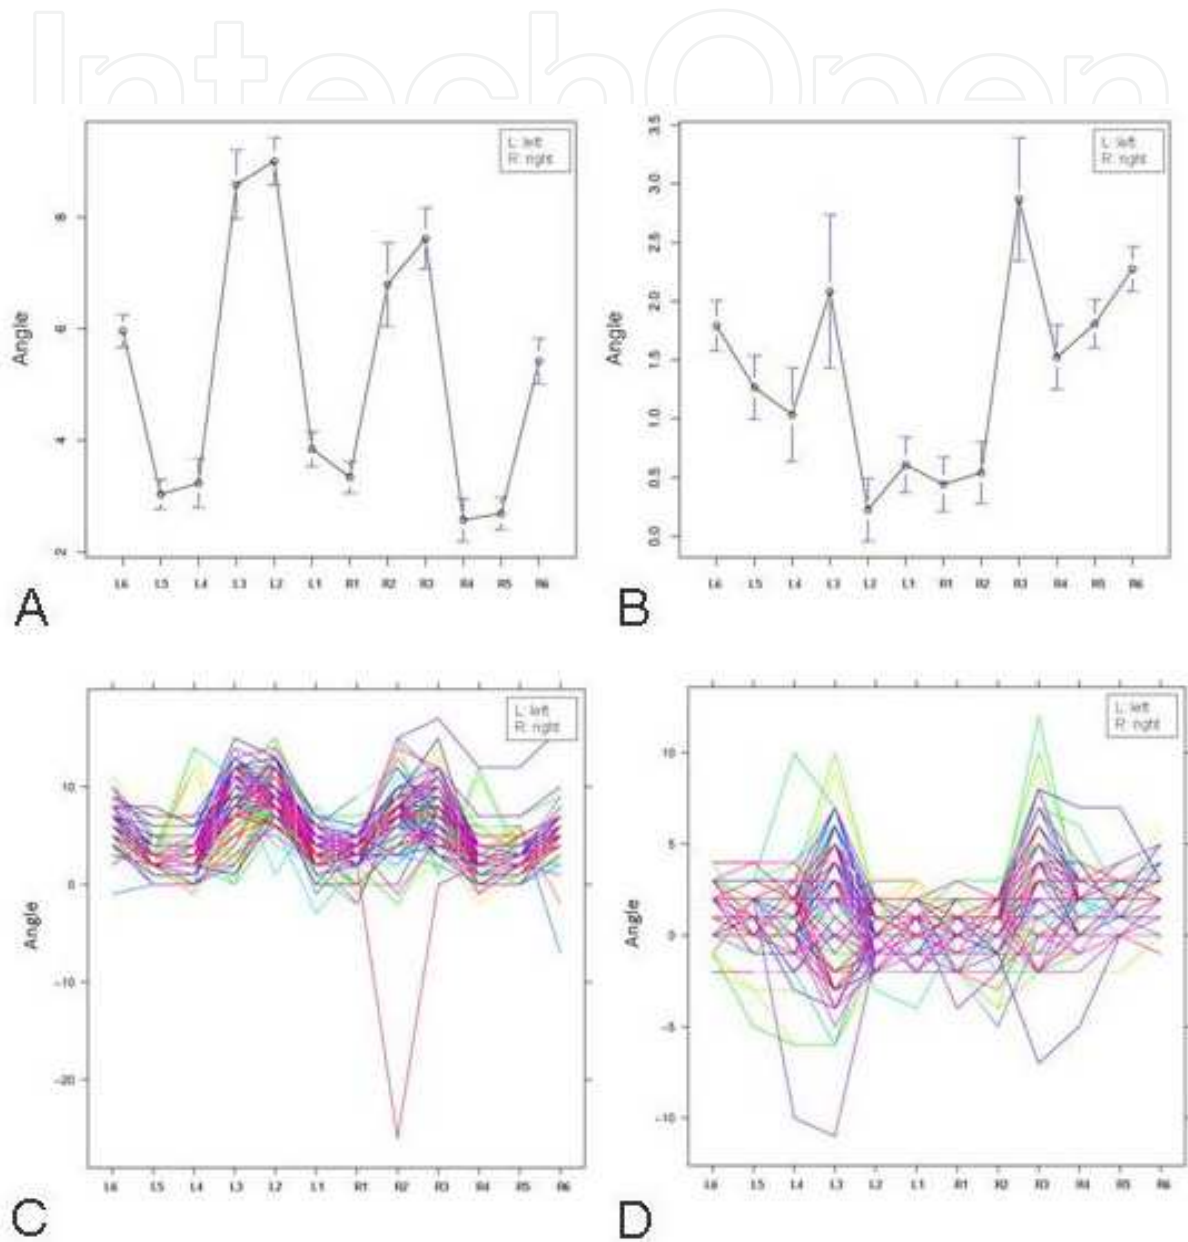 IntechOpen
L: left
R: right
Angle
8
6
4
2
L6 L5 L4 L3 L2 L1 R1 R2 R3 R4 R5 R6
A
L: left
R: right
Angle
3.5
3.0
2.5
2.0
1.5
1.0
0.5
0.0
L6 L5 L4 L3 L2 L1 R1 R2 R3 R4 R5 R6
B
L: left
R: right
Angle
10
0
-10
-20
L6 L5 L4 L3 L2 L1 R1 R2 R3 R4 R5 R6
C
L: left
R: right
Angle
10
5
0
-5
-10
L6 L5 L4 L3 L2 L1 R1 R2 R3 R4 R5 R6
D